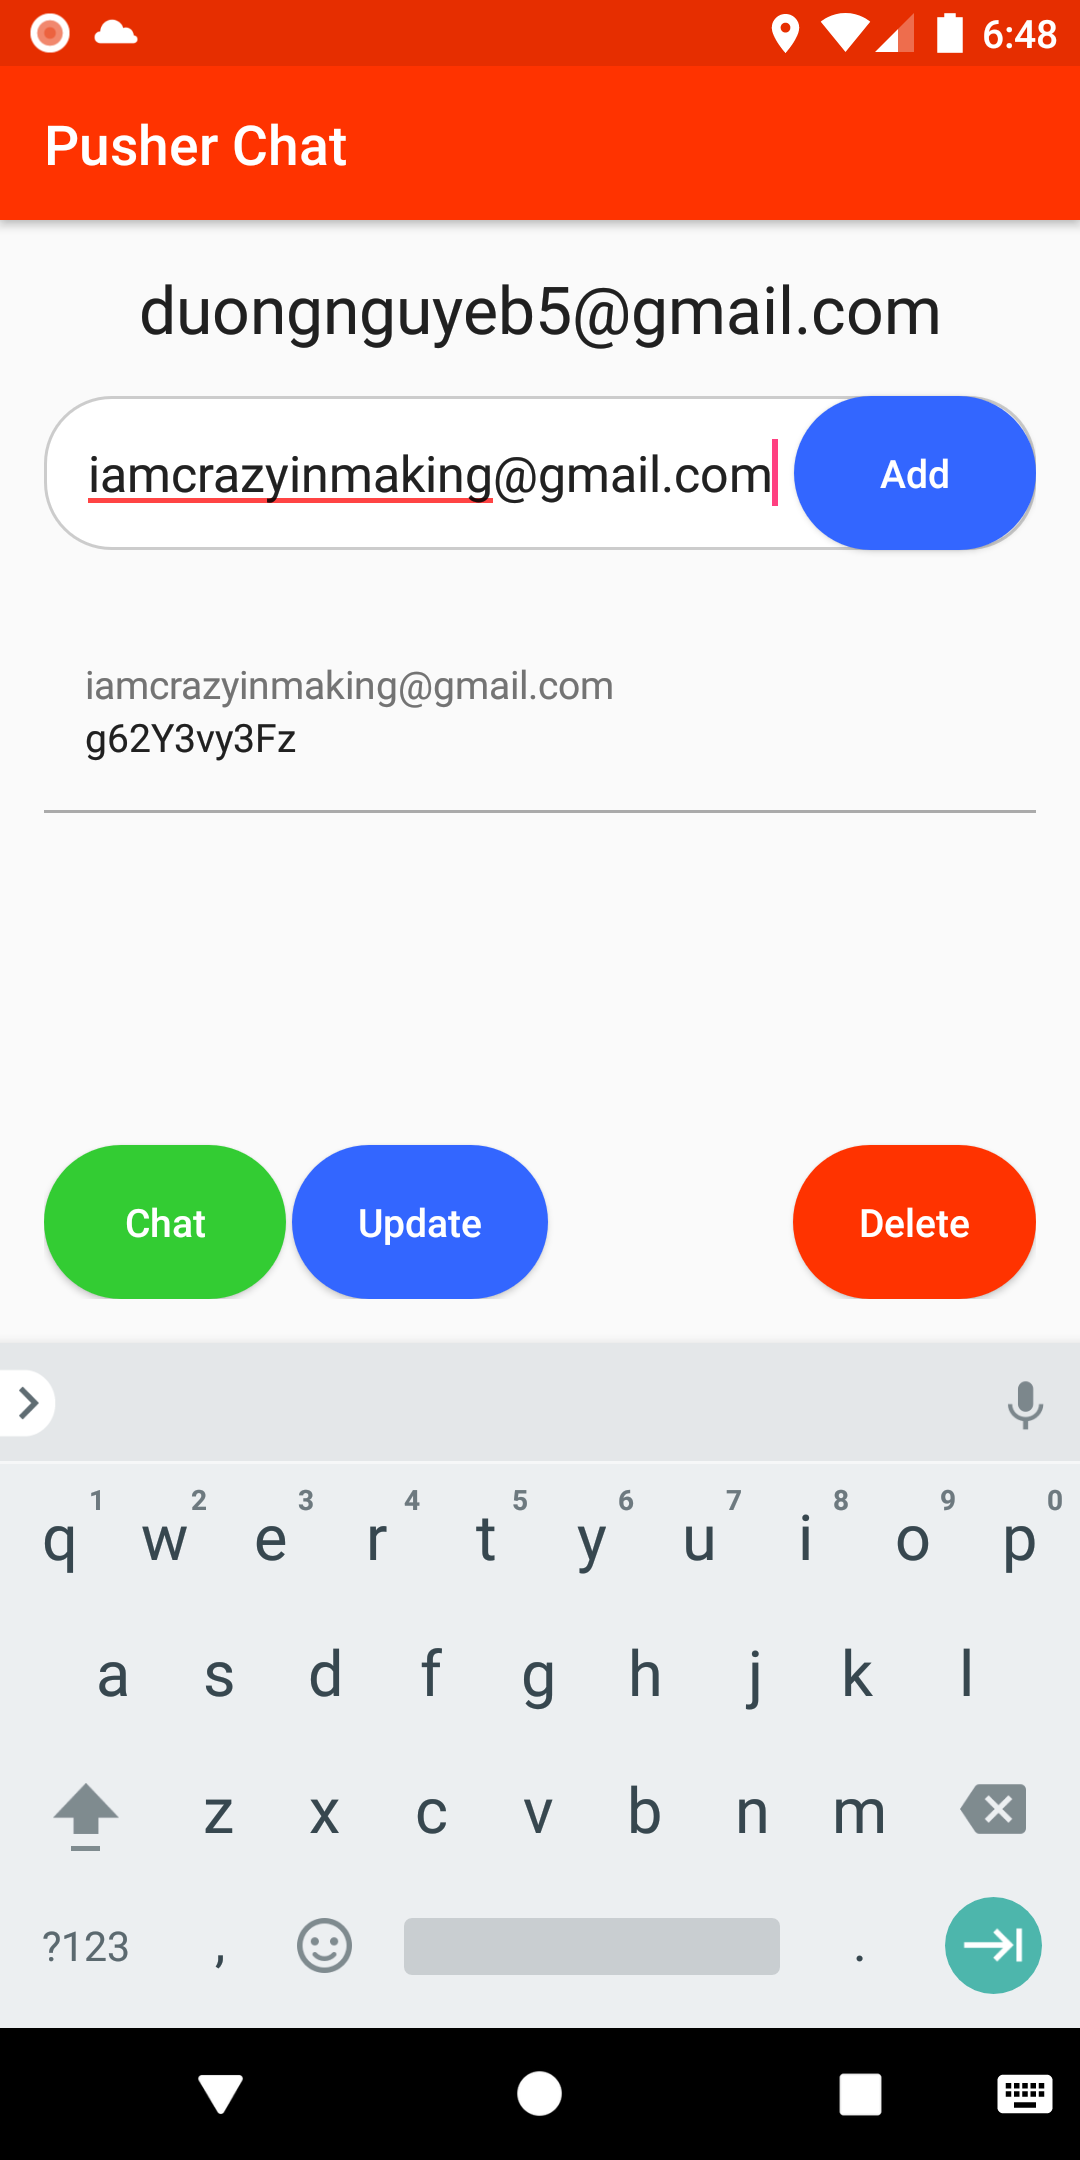 6:48
Pusher Chat
duongnguyeb5@gmail.com
iamcrazyinmaking@gmail.com Add
iamcrazyinmaking@gmail.com
g62Y3vy3Fz
Chat Update Delete
1 2 3 4 5 6 7 8 9 0
q w e r t y u i o p
a s d f g h j k l
z x c v b n m
?123 , .